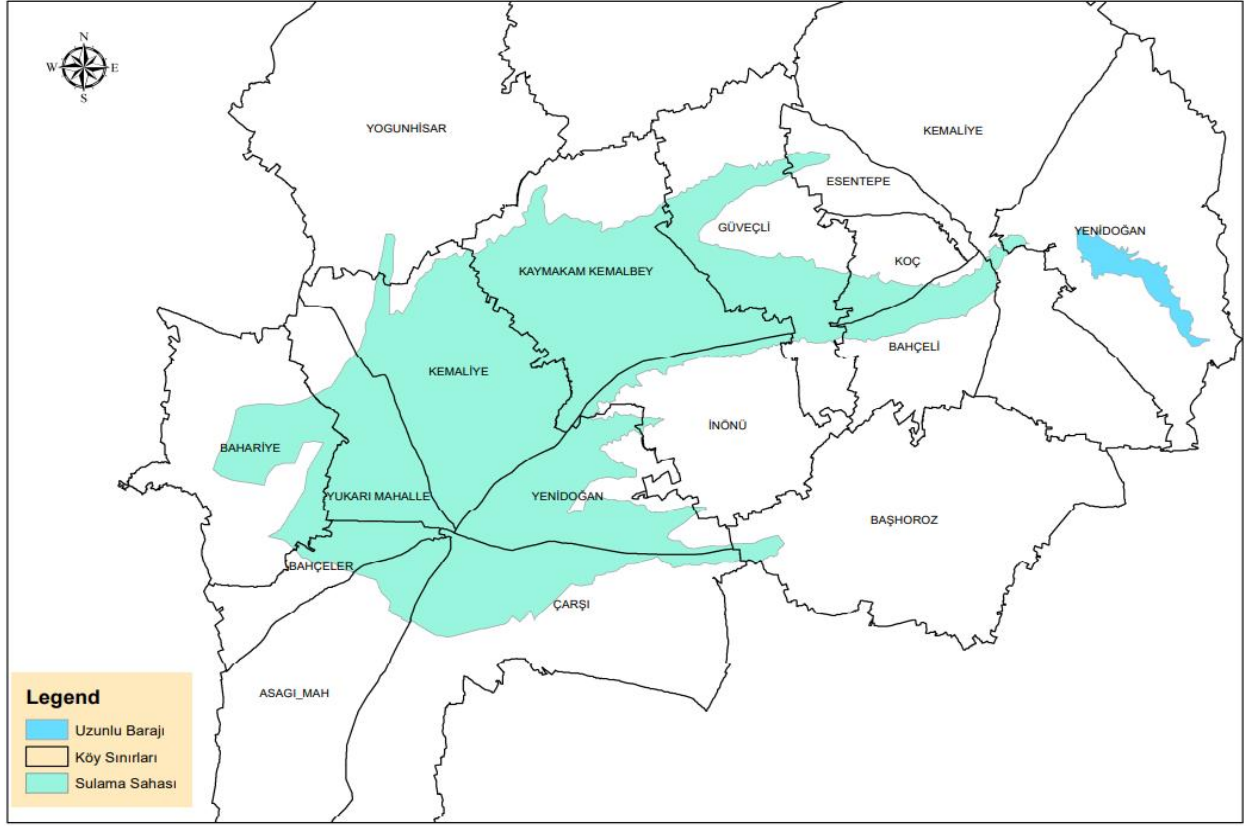 N
W E
S
YOGUNHİSAR
KEMALİYE
ESENTEPE
GÜVEÇLİ
YENİDOĞAN
KOÇ
KAYMAKAM KEMALBEY
BAHÇELİ
KEMALİYE
İNÖNÜ
BAHARİYE
YUKARI MAHALLE
YENİDOĞAN
BAŞHOROZ
BAHÇELER
ÇARŞI
ASAGI_MAH
Legend
Uzunlu Barajı
Köy Sınırları
Sulama Sahası